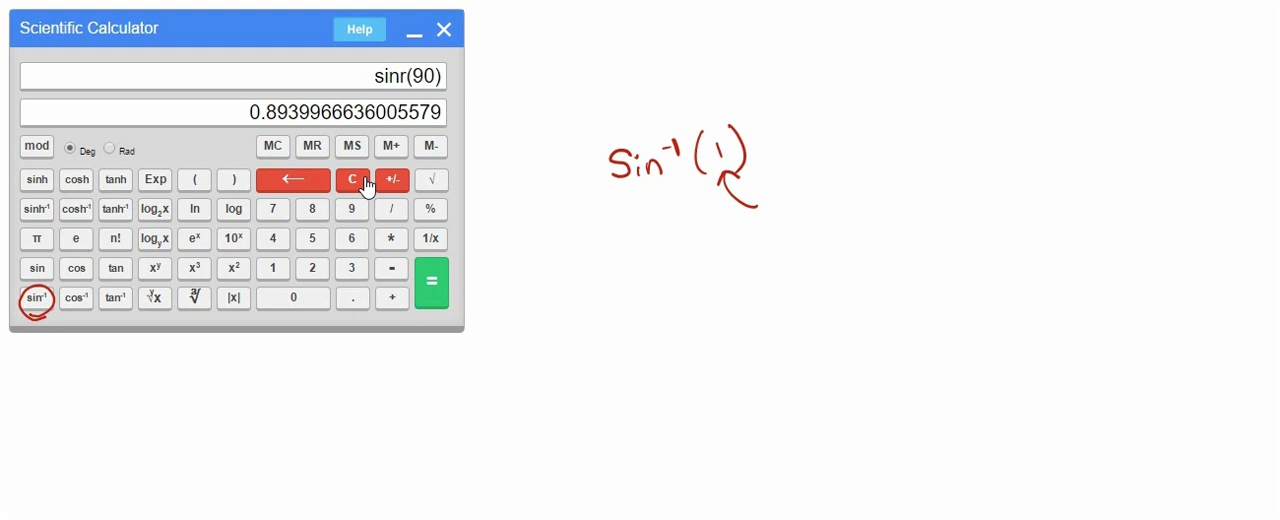 Scientific Calculator Help
sinr(90)
0.8939966636005579
mod Deg Rad MC MR MS M+ M-
sinh cosh tanh Exp ( ) ← C +/- √
sinh⁻¹ cosh⁻¹ tanh⁻¹ log₂x ln log 7 8 9 / %
π e n! logᵧx eˣ 10ˣ 4 5 6 * 1/x
sin cos tan xʸ x³ x² 1 2 3 - =
sin⁻¹ cos⁻¹ tan⁻¹ ʸ√x ∛ |x| 0 . +
Sin⁻¹(1)